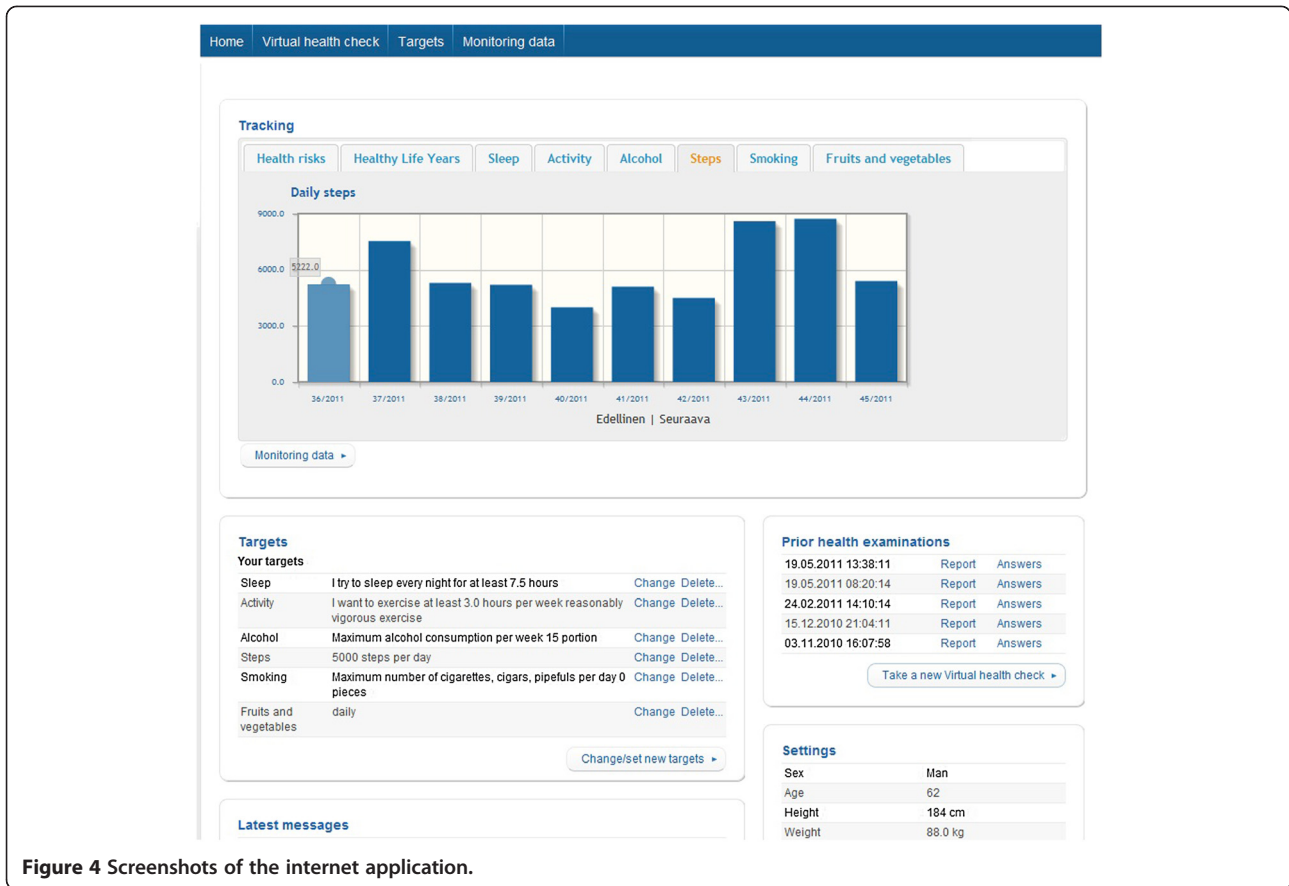 Home Virtual health check Targets Monitoring data
Tracking
Health risks Healthy Life Years Sleep Activity Alcohol Steps Smoking Fruits and vegetables
Daily steps
9000.0
6000.0
5222.0
3000.0
0.0
36/2011 37/2011 38/2011 39/2011 40/2011 41/2011 42/2011 43/2011 44/2011 45/2011
Edellinen | Seuraava
Monitoring data ▸
Targets
Your targets
Sleep I try to sleep every night for at least 7.5 hours Change Delete...
Activity I want to exercise at least 3.0 hours per week reasonably Change Delete...
vigorous exercise
Alcohol Maximum alcohol consumption per week 15 portion Change Delete...
Steps 5000 steps per day Change Delete...
Smoking Maximum number of cigarettes, cigars, pipefuls per day 0 Change Delete...
pieces
Fruits and daily Change Delete...
vegetables
Change/set new targets ▸
Latest messages
Prior health examinations
19.05.2011 13:38:11 Report Answers
19.05.2011 08:20:14 Report Answers
24.02.2011 14:10:14 Report Answers
15.12.2010 21:04:11 Report Answers
03.11.2010 16:07:58 Report Answers
Take a new Virtual health check ▸
Settings
Sex Man
Age 62
Height 184 cm
Weight 88.0 kg
Figure 4 Screenshots of the internet application.